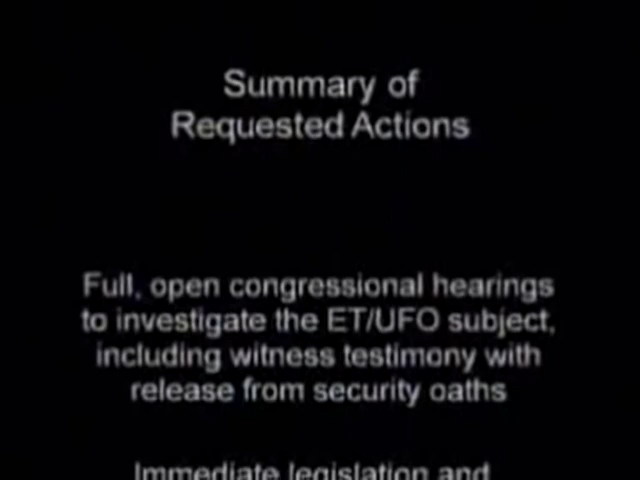 Summary of
Requested Actions
Full, open congressional hearings
to investigate the ET/UFO subject,
including witness testimony with
release from security oaths
Immediate legislation and